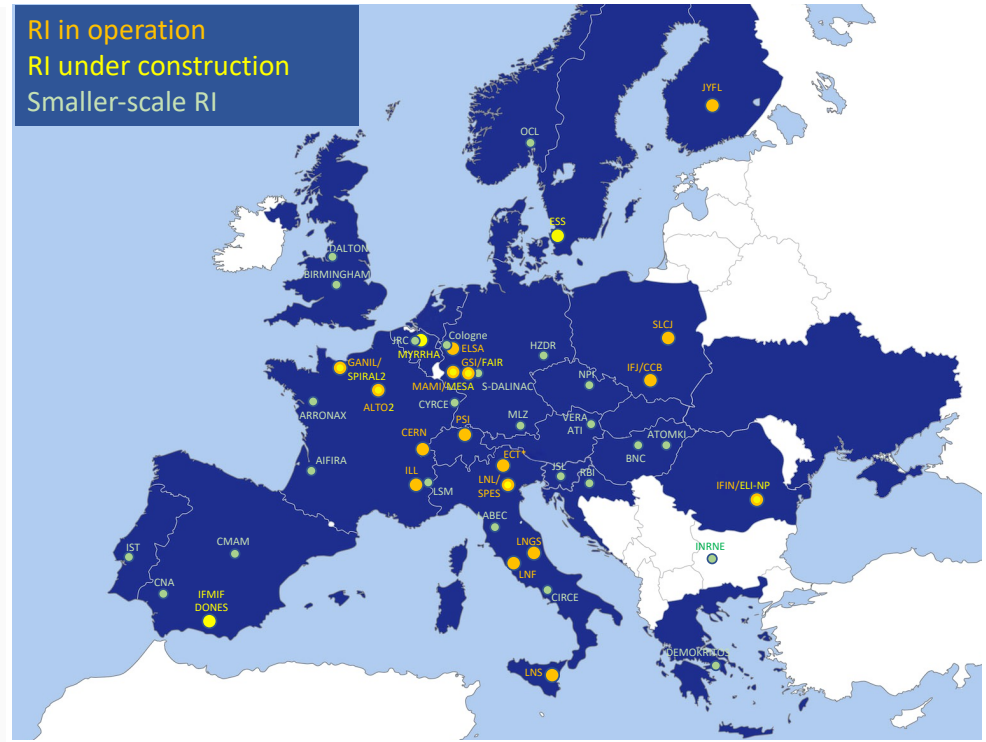 RI in operation
RI under construction
Smaller-scale RI
JYFL
OCL
ESS
DALTON
BIRMINGHAM
SLCJ
JRC
Cologne
MYRRHA
ELSA
HZDR
GANIL/
SPIRAL2
GSI/FAIR
IFJ/CCB
MAMI/MESA
S-DALINAC
NPI
ALTO2
CYRCE
ARRONAX
MLZ
VERA
ATI
PSI
CERN
ATOMKI
BNC
AIFIRA
ECT*
ILL
LSM
LNL/
SPES
JSL
RBI
IFIN/ELI-NP
LABEC
IST
CMAM
LNGS
INRNE
LNF
CNA
IFMIF
DONES
CIRCE
DEMOKRITOS
LNS